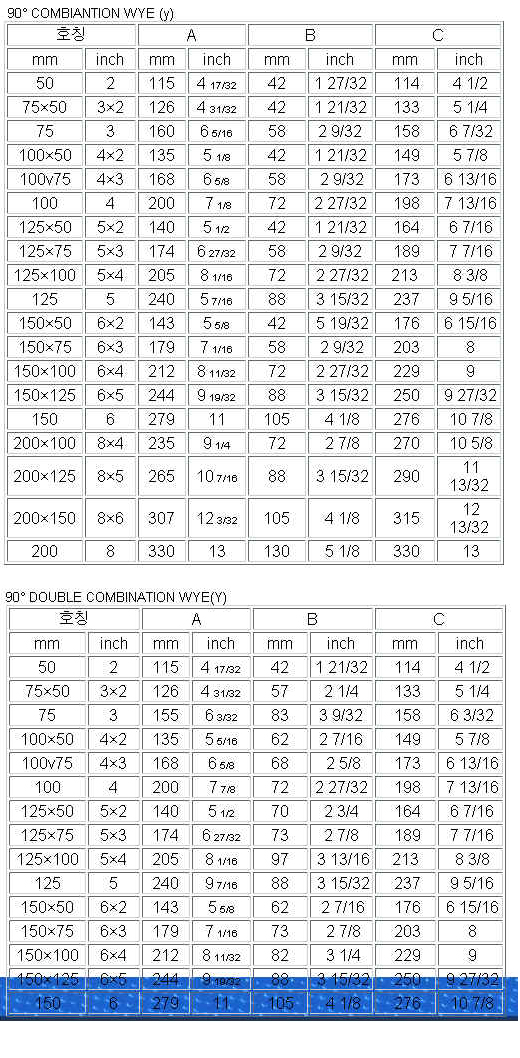 90° COMBIANTION WYE (y)
호칭 A B C
mm inch mm inch mm inch mm inch
50 2 115 4 17/32 42 1 27/32 114 4 1/2
75×50 3×2 126 4 31/32 42 1 21/32 133 5 1/4
75 3 160 6 5/16 58 2 9/32 158 6 7/32
100×50 4×2 135 5 1/8 42 1 21/32 149 5 7/8
100v75 4×3 168 6 5/8 58 2 9/32 173 6 13/16
100 4 200 7 1/8 72 2 27/32 198 7 13/16
125×50 5×2 140 5 1/2 42 1 21/32 164 6 7/16
125×75 5×3 174 6 27/32 58 2 9/32 189 7 7/16
125×100 5×4 205 8 1/16 72 2 27/32 213 8 3/8
125 5 240 5 7/16 88 3 15/32 237 9 5/16
150×50 6×2 143 5 5/8 42 5 19/32 176 6 15/16
150×75 6×3 179 7 1/16 58 2 9/32 203 8
150×100 6×4 212 8 11/32 72 2 27/32 229 9
150×125 6×5 244 9 19/32 88 3 15/32 250 9 27/32
150 6 279 11 105 4 1/8 276 10 7/8
200×100 8×4 235 9 1/4 72 2 7/8 270 10 5/8
200×125 8×5 265 10 7/16 88 3 15/32 290 11
13/32
200×150 8×6 307 12 3/32 105 4 1/8 315 12
13/32
200 8 330 13 130 5 1/8 330 13
90° DOUBLE COMBINATION WYE(Y)
호칭 A B C
mm inch mm inch mm inch mm inch
50 2 115 4 17/32 42 1 21/32 114 4 1/2
75×50 3×2 126 4 31/32 57 2 1/4 133 5 1/4
75 3 155 6 3/32 83 3 9/32 158 6 3/32
100×50 4×2 135 5 5/16 62 2 7/16 149 5 7/8
100v75 4×3 168 6 5/8 68 2 5/8 173 6 13/16
100 4 200 7 7/8 72 2 27/32 198 7 13/16
125×50 5×2 140 5 1/2 70 2 3/4 164 6 7/16
125×75 5×3 174 6 27/32 73 2 7/8 189 7 7/16
125×100 5×4 205 8 1/16 97 3 13/16 213 8 3/8
125 5 240 9 7/16 88 3 15/32 237 9 5/16
150×50 6×2 143 5 5/8 62 2 7/16 176 6 15/16
150×75 6×3 179 7 1/16 73 2 7/8 203 8
150×100 6×4 212 8 11/32 82 3 1/4 229 9
150×125 6×5 244 9 19/32 88 3 15/32 250 9 27/32
150 6 279 11 105 4 1/8 276 10 7/8